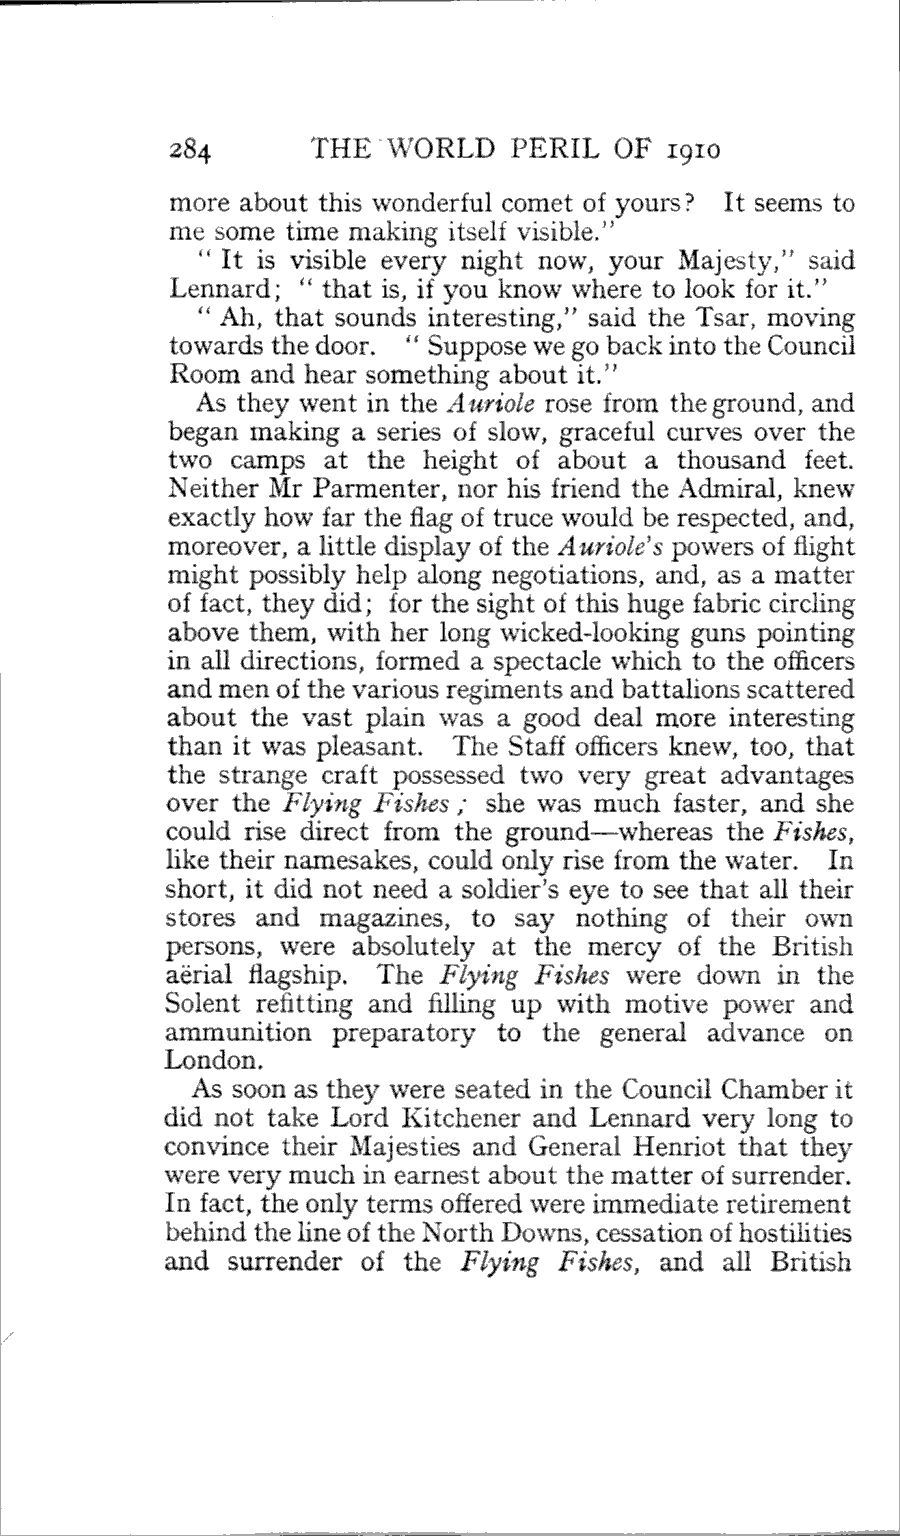 284 THE WORLD PERIL OF 1910
more about this wonderful comet of yours? It seems to
me some time making itself visible."
" It is visible every night now, your Majesty," said
Lennard; " that is, if you know where to look for it."
" Ah, that sounds interesting," said the Tsar, moving
towards the door. " Suppose we go back into the Council
Room and hear something about it."
As they went in the Auriole rose from the ground, and
began making a series of slow, graceful curves over the
two camps at the height of about a thousand feet.
Neither Mr Parmenter, nor his friend the Admiral, knew
exactly how far the flag of truce would be respected, and,
moreover, a little display of the Auriole's powers of flight
might possibly help along negotiations, and, as a matter
of fact, they did; for the sight of this huge fabric circling
above them, with her long wicked-looking guns pointing
in all directions, formed a spectacle which to the officers
and men of the various regiments and battalions scattered
about the vast plain was a good deal more interesting
than it was pleasant. The Staff officers knew, too, that
the strange craft possessed two very great advantages
over the Flying Fishes; she was much faster, and she
could rise direct from the ground—whereas the Fishes,
like their namesakes, could only rise from the water. In
short, it did not need a soldier's eye to see that all their
stores and magazines, to say nothing of their own
persons, were absolutely at the mercy of the British
aërial flagship. The Flying Fishes were down in the
Solent refitting and filling up with motive power and
ammunition preparatory to the general advance on
London.
As soon as they were seated in the Council Chamber it
did not take Lord Kitchener and Lennard very long to
convince their Majesties and General Henriot that they
were very much in earnest about the matter of surrender.
In fact, the only terms offered were immediate retirement
behind the line of the North Downs, cessation of hostilities
and surrender of the Flying Fishes, and all British